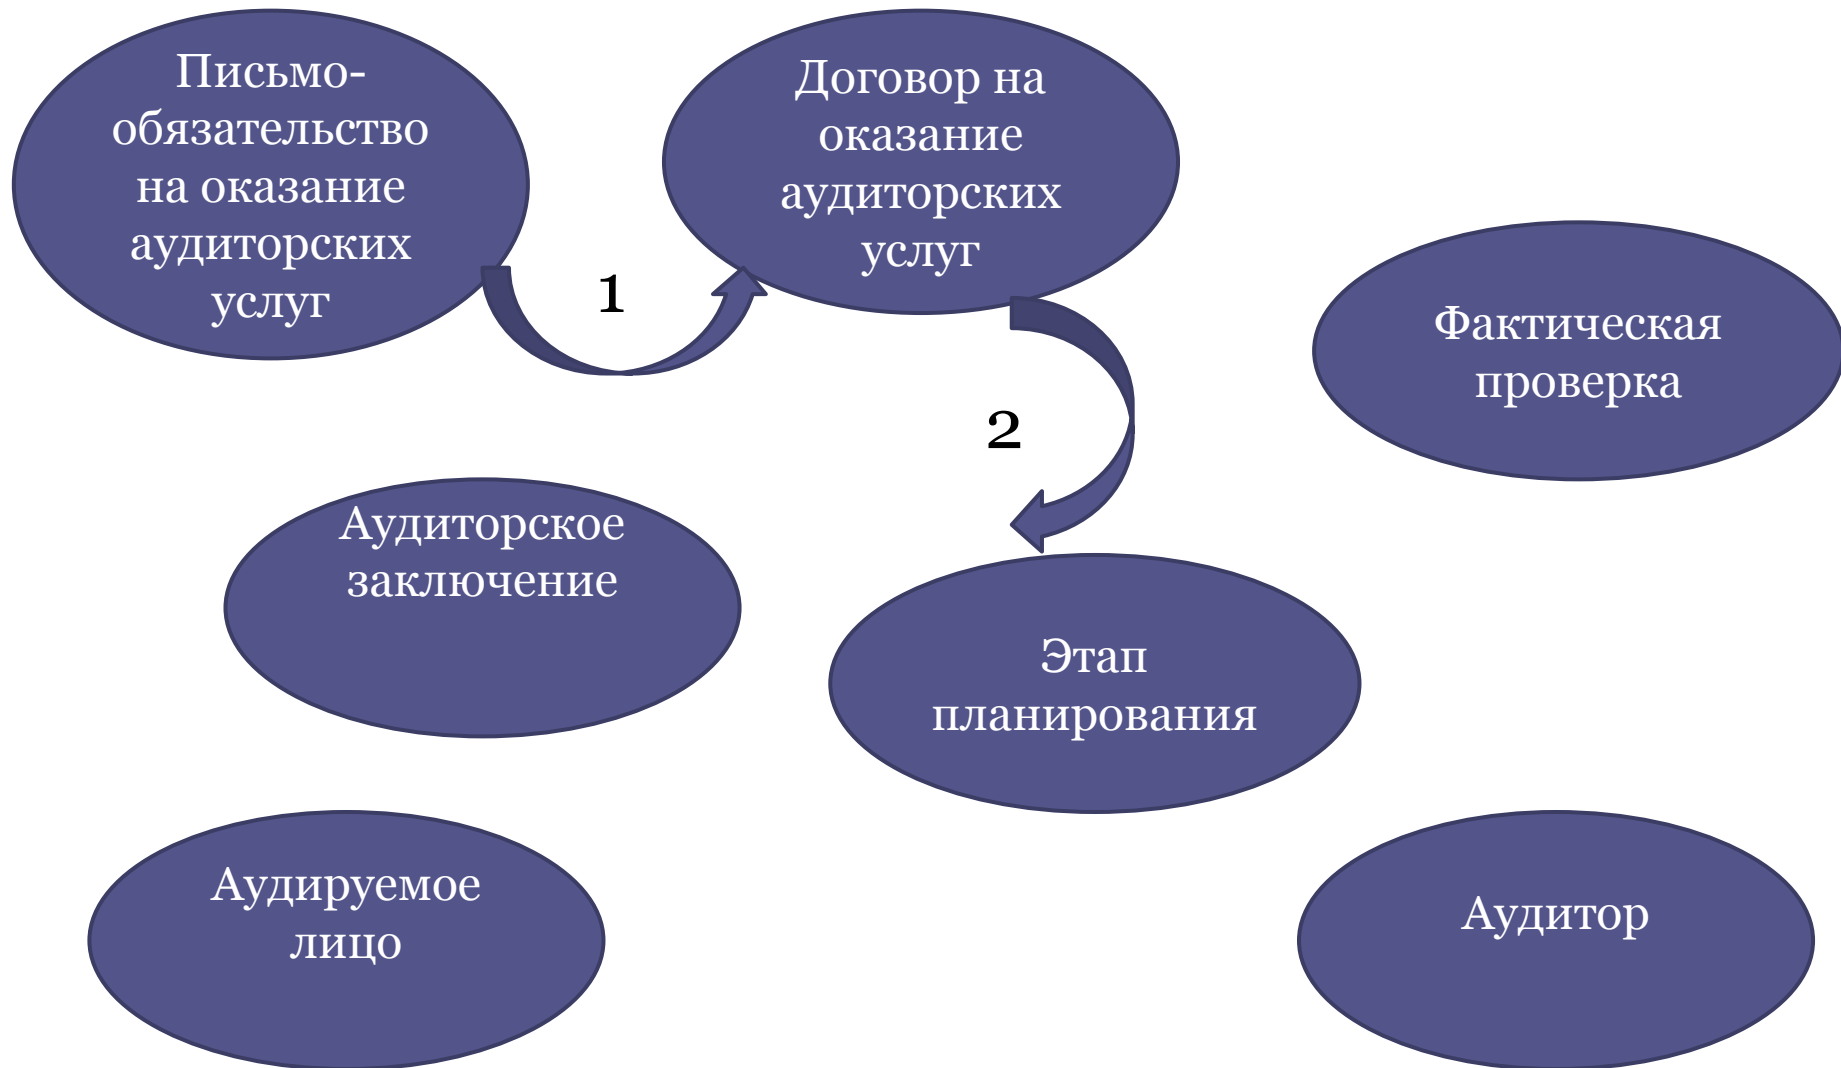 Письмо-
обязательство
на оказание
аудиторских
услуг
Договор на
оказание
аудиторских
услуг
1
2
Фактическая
проверка
Аудиторское
заключение
Этап
планирования
Аудируемое
лицо
Аудитор